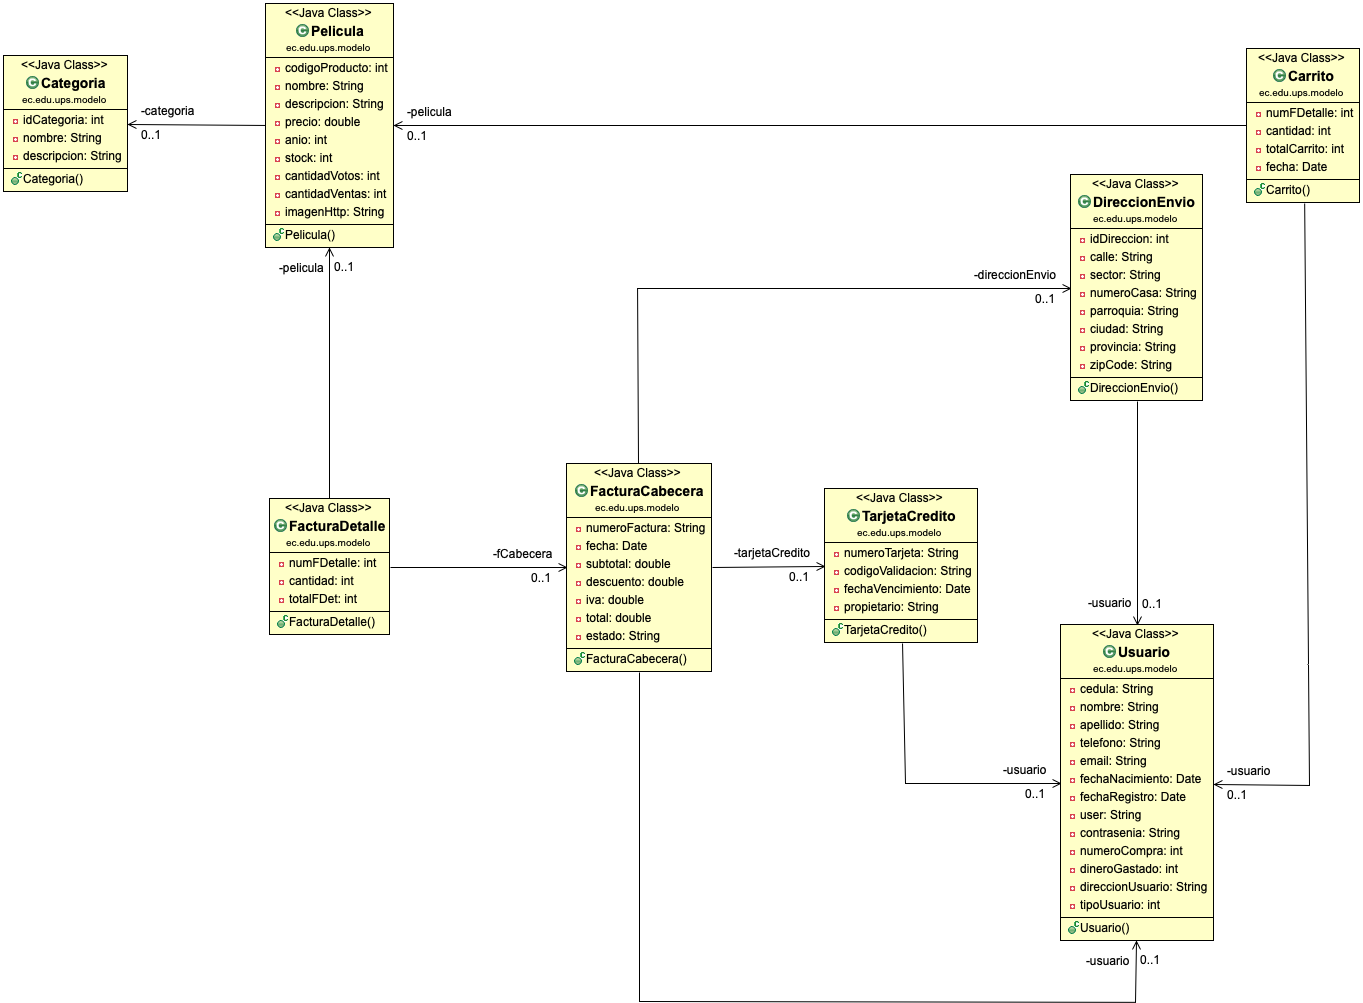 <<Java Class>>
Pelicula
ec.edu.ups.modelo
codigoProducto: int
nombre: String
descripcion: String
precio: double
anio: int
stock: int
cantidadVotos: int
cantidadVentas: int
imagenHttp: String
Pelicula()
<<Java Class>>
Categoria
ec.edu.ups.modelo
idCategoria: int
nombre: String
descripcion: String
Categoria()
-categoria
0..1
-pelicula
0..1
<<Java Class>>
Carrito
ec.edu.ups.modelo
numFDetalle: int
cantidad: int
totalCarrito: int
fecha: Date
Carrito()
<<Java Class>>
DireccionEnvio
ec.edu.ups.modelo
idDireccion: int
calle: String
sector: String
numeroCasa: String
parroquia: String
ciudad: String
provincia: String
zipCode: String
DireccionEnvio()
-pelicula
0..1
-direccionEnvio
0..1
<<Java Class>>
FacturaDetalle
ec.edu.ups.modelo
numFDetalle: int
cantidad: int
totalFDet: int
FacturaDetalle()
-fCabecera
0..1
<<Java Class>>
FacturaCabecera
ec.edu.ups.modelo
numeroFactura: String
fecha: Date
subtotal: double
descuento: double
iva: double
total: double
estado: String
FacturaCabecera()
-tarjetaCredito
0..1
<<Java Class>>
TarjetaCredito
ec.edu.ups.modelo
numeroTarjeta: String
codigoValidacion: String
fechaVencimiento: Date
propietario: String
TarjetaCredito()
-usuario
0..1
<<Java Class>>
Usuario
ec.edu.ups.modelo
cedula: String
nombre: String
apellido: String
telefono: String
email: String
fechaNacimiento: Date
fechaRegistro: Date
user: String
contrasenia: String
numeroCompra: int
dineroGastado: int
direccionUsuario: String
tipoUsuario: int
Usuario()
-usuario
0..1
-usuario
0..1
-usuario
0..1